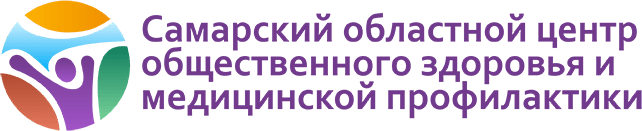 Самарский областной центр
общественного здоровья и
медицинской профилактики